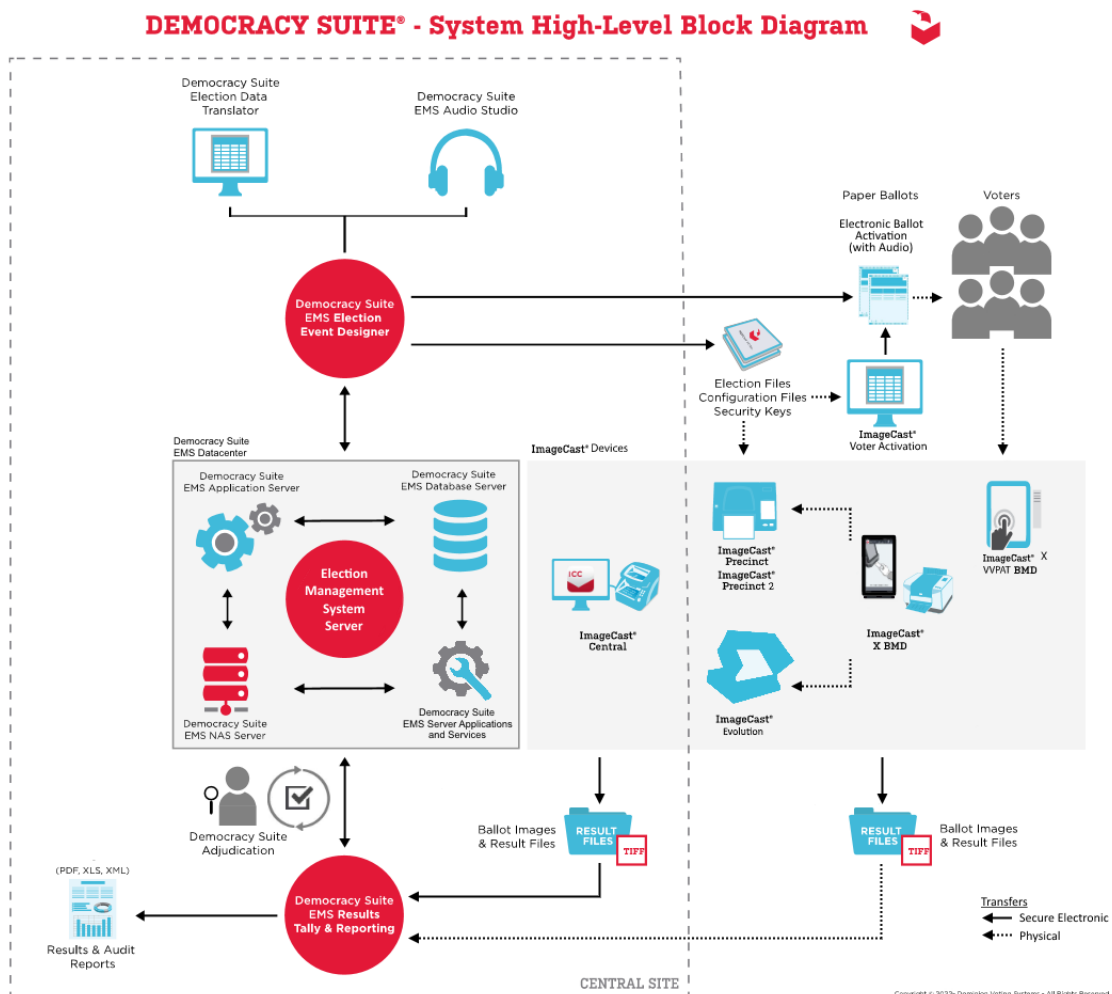 DEMOCRACY SUITE® - System High-Level Block Diagram
Democracy Suite
Election Data
Translator
Democracy Suite
EMS Audio Studio
Paper Ballots
Voters
Electronic Ballot
Activation
(with Audio)
Democracy Suite
EMS Election
Event Designer
Election Files
Configuration Files
Security Keys
ImageCast®
Voter Activation
Democracy Suite
EMS Datacenter
ImageCast® Devices
Democracy Suite
EMS Application Server
Democracy Suite
EMS Database Server
Election
Management
System
Server
Democracy Suite
EMS NAS Server
Democracy Suite
EMS Server Applications
and Services
ICC
ImageCast®
Central
ImageCast®
Precinct
ImageCast®
Precinct 2
ImageCast®
X BMD
ImageCast® X
VVPAT BMD
ImageCast®
Evolution
Democracy Suite
Adjudication
Ballot Images
& Result Files
RESULT
FILES
TIFF
RESULT
FILES
TIFF
Ballot Images
& Result Files
(PDF, XLS, XML)
Results & Audit
Reports
Democracy Suite
EMS Results
Tally & Reporting
Transfers
Secure Electronic
Physical
CENTRAL SITE